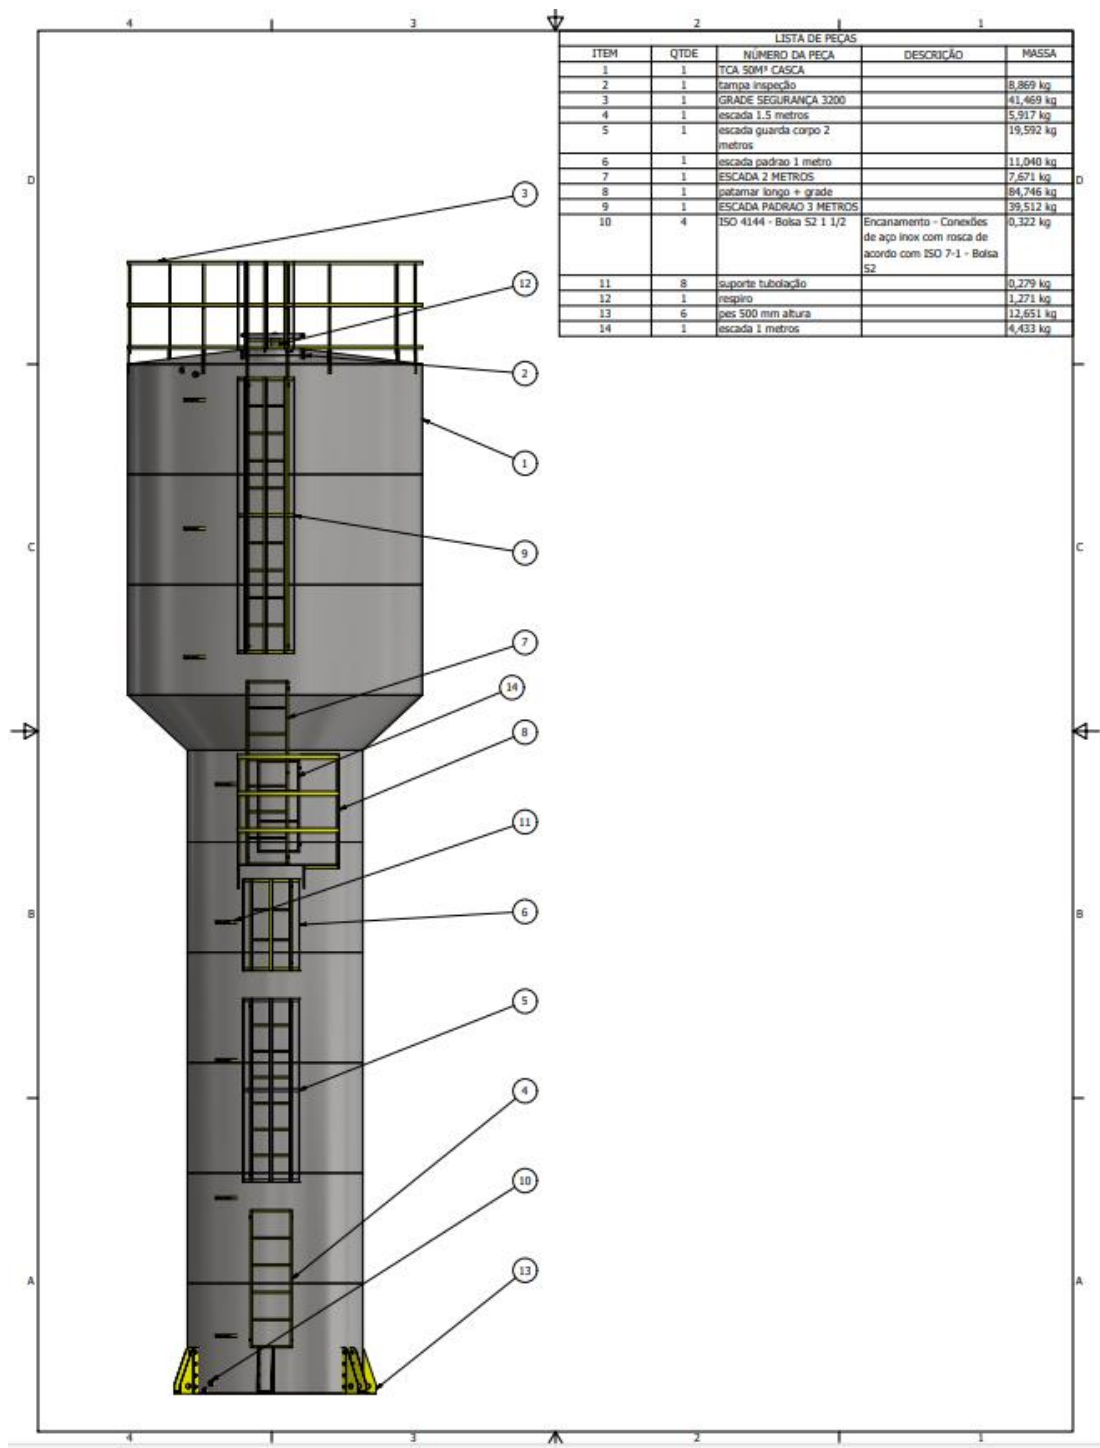 4 3 2 1
LISTA DE PEÇAS
ITEM QTDE NÚMERO DA PEÇA DESCRIÇÃO MASSA
1 1 TCA 50M³ CASCA
2 1 tampa inspeção 8,869 kg
3 1 GRADE SEGURANÇA 3200 41,469 kg
4 1 escada 1.5 metros 5,917 kg
5 1 escada guarda corpo 2 19,592 kg
metros
6 1 escada padrao 1 metro 11,040 kg
7 1 ESCADA 2 METROS 7,671 kg
8 1 patamar longo + grade 84,746 kg
9 1 ESCADA PADRAO 3 METROS 39,512 kg
10 4 ISO 4144 - Bolsa S2 1 1/2 Encanamento - Conexões 0,322 kg
de aço inox com rosca de
acordo com ISO 7-1 - Bolsa
S2
11 8 suporte tubolação 0,279 kg
12 1 respiro 1,271 kg
13 6 pes 500 mm altura 12,651 kg
14 1 escada 1 metros 4,433 kg
D D
3
12
2
1
C C
9
7
14
8
11
B B
6
5
4
10
A A
13
4 3 2 1